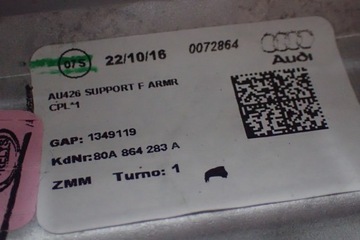 075 22/10/16 0072864
Audi
AU426 SUPPORT F ARMR
CPL*1
GAP: 1349119
KdNr: 80A 864 283 A
ZMM Turno: 1